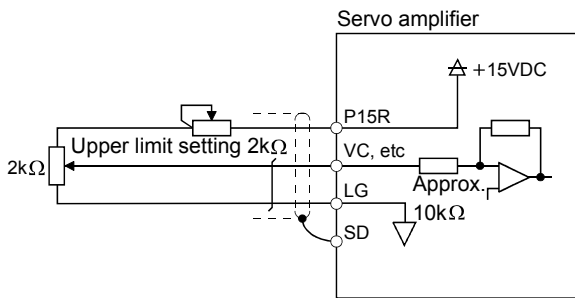 Servo amplifier
+15VDC
P15R
Upper limit setting 2kΩ
2kΩ
VC, etc
Approx.
10kΩ
LG
SD